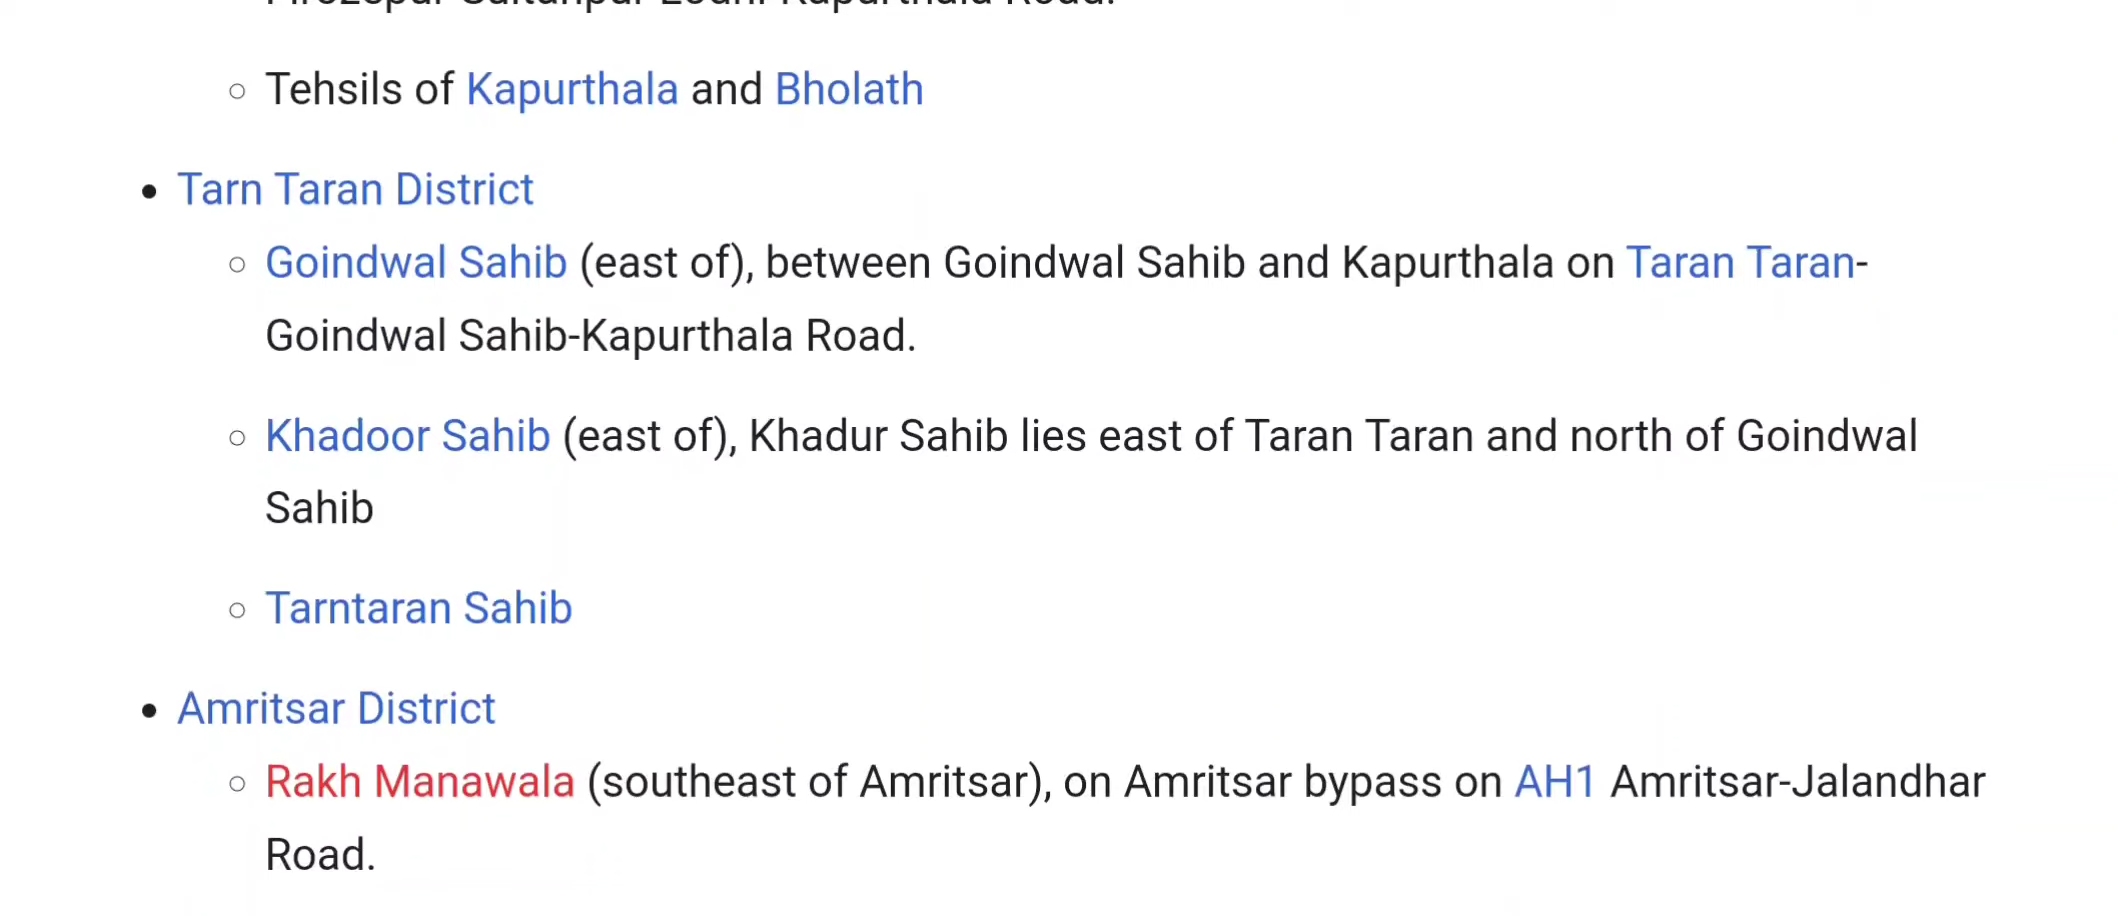 Tehsils of Kapurthala and Bholath
Tarn Taran District
Goindwal Sahib (east of), between Goindwal Sahib and Kapurthala on Taran Taran-
Goindwal Sahib-Kapurthala Road.
Khadoor Sahib (east of), Khadur Sahib lies east of Taran Taran and north of Goindwal
Sahib
Tarntaran Sahib
Amritsar District
Rakh Manawala (southeast of Amritsar), on Amritsar bypass on AH1 Amritsar-Jalandhar
Road.